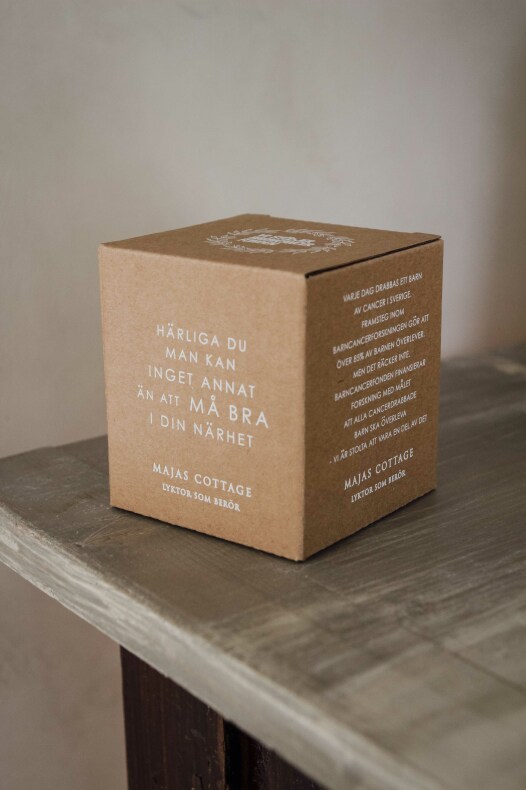 HÄRLIGA DU
MAN KAN
INGET ANNAT
ÄN ATT MÅ BRA
I DIN NÄRHET
MAJAS COTTAGE
LYKTOR SOM BERÖR
VARJE DAG DRABBAS ETT BARN
AV CANCER I SVERIGE.
FRAMSTEG INOM
BARNCANCERFORSKNINGEN GÖR ATT
ÖVER 85% AV BARNEN ÖVERLEVER
MEN DET RÄCKER INTE.
BARNCANCERFONDEN FINANSIERAR
FORSKNING MED MÅLET
ATT ALLA CANCERDRABBADE
BARN SKA ÖVERLEVA
- VI ÄR STOLTA ATT VARA EN DEL AV DET
MAJAS COTTAGE
LYKTOR SOM BERÖR